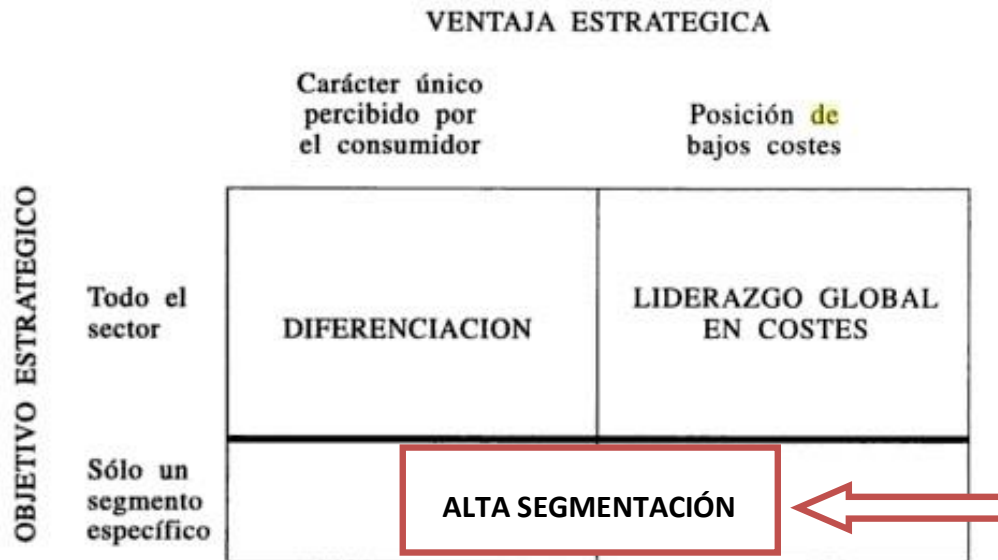 VENTAJA ESTRATEGICA
Carácter único
percibido por
el consumidor
Posición de
bajos costes
OBJETIVO ESTRATEGICO
Todo el
sector
DIFERENCIACION
LIDERAZGO GLOBAL
EN COSTES
Sólo un
segmento
específico
ALTA SEGMENTACIÓN